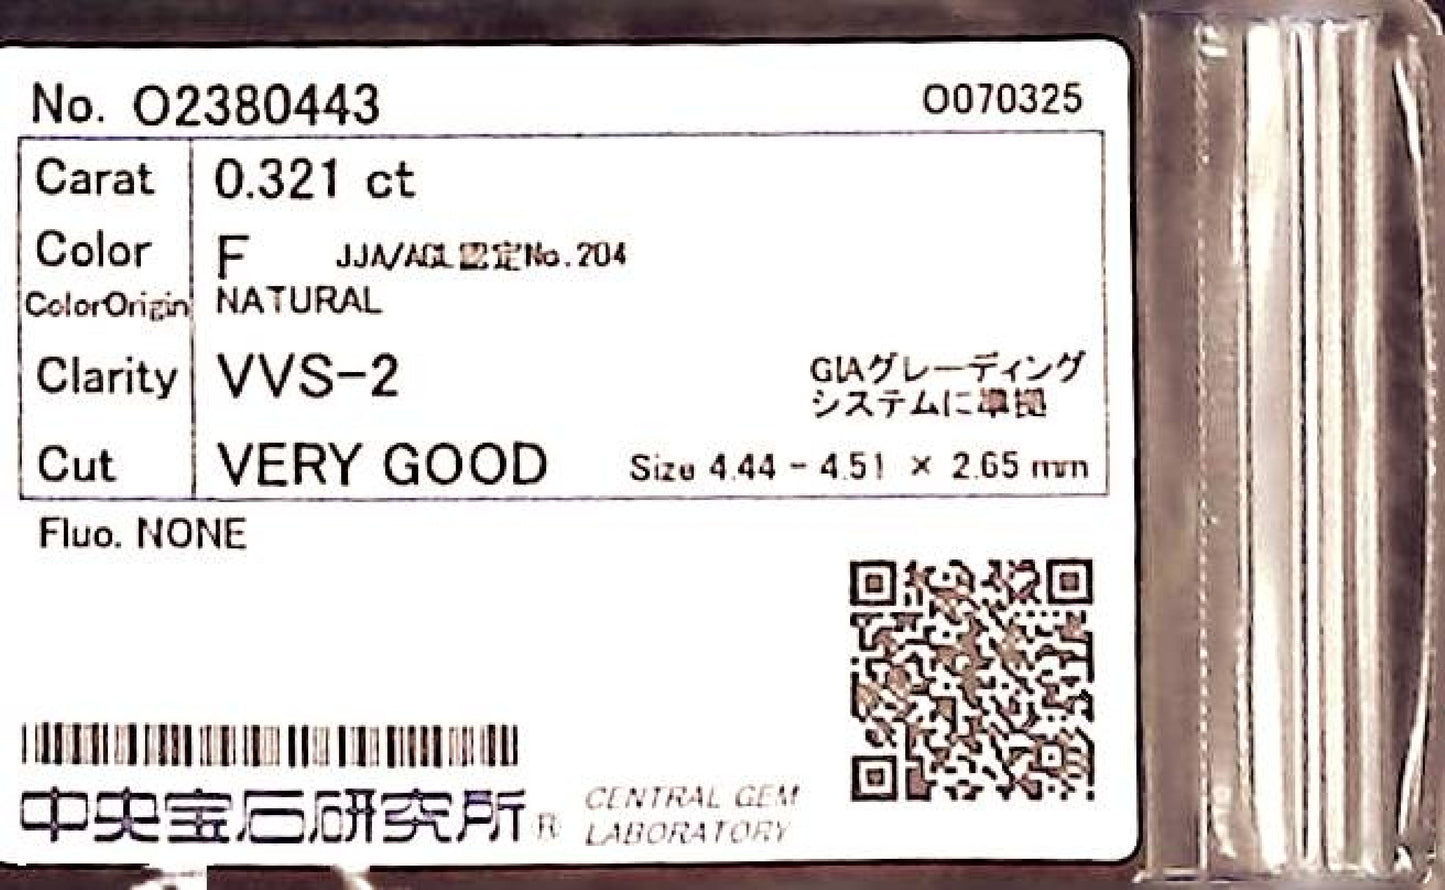 No. O2380443 O070325
Carat 0.321 ct
Color F JJA/AGL認定No.204
ColorOrigin NATURAL
Clarity VVS-2 GIAグレーディング
システムに準拠
Cut VERY GOOD Size 4.44 - 4.51 × 2.65 mm
Fluo. NONE
中央宝石研究所® CENTRAL GEM
LABORATORY